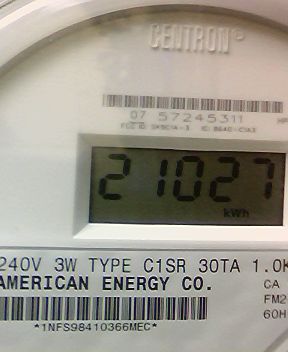 CENTRON®
07 57245311
21027
kWh
240V 3W TYPE C1SR 30TA 1.0K
AMERICAN ENERGY CO.
CA
FM2
60H
*1NFS98410366MEC*